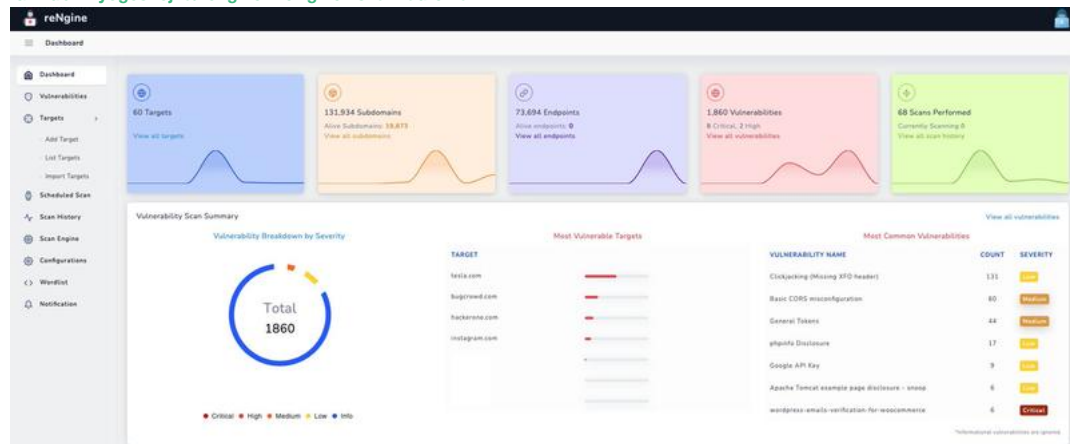 reNgine
Dashboard
Dashboard
Vulnerabilities
Targets
Add Target
List Targets
Import Targets
Scheduled Scan
Scan History
Scan Engine
Configurations
Wordlist
Notification
60 Targets
View all targets
131,934 Subdomains
Alive Subdomains 19,873
View all subdomains
73,694 Endpoints
Alive endpoints 0
View all endpoints
1,860 Vulnerabilities
8 Critical, 2 High
View all vulnerabilities
68 Scans Performed
Currently Scanning 0
View all scan history
Vulnerability Scan Summary
View all vulnerabilities
Vulnerability Breakdown by Severity
Total
1860
Critical High Medium Low Info
Most Vulnerable Targets
TARGET
tesla.com
bugcrowd.com
hackerone.com
instagram.com
Most Common Vulnerabilities
VULNERABILITY NAME COUNT SEVERITY
Clickjacking (Missing XFO header) 131 Low
Basic CORS misconfiguration 60 Medium
General Tokens 44 Medium
phpinfo Disclosure 17 Low
Google API Key 9 Low
Apache Tomcat example page disclosure - snoop 6 Low
wordpress-emails-verification-for-woocommerce 6 Critical
*Informational vulnerabilities are ignored